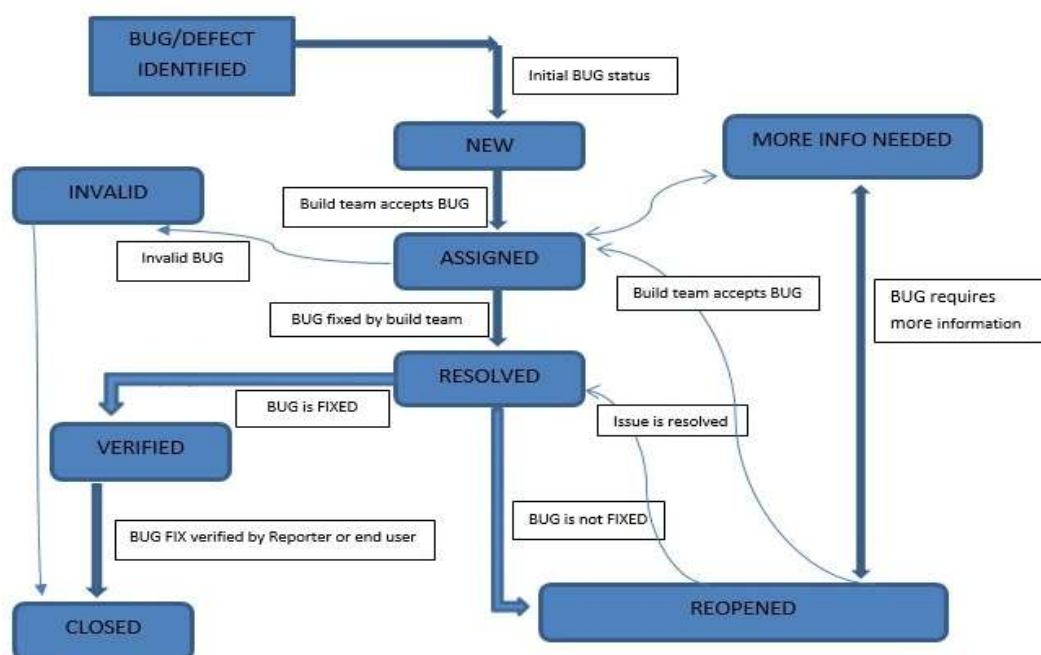 BUG/DEFECT
IDENTIFIED
Initial BUG status
NEW
MORE INFO NEEDED
INVALID
Build team accepts BUG
Invalid BUG
ASSIGNED
Build team accepts BUG
BUG requires
more information
BUG fixed by build team
RESOLVED
BUG is FIXED
Issue is resolved
VERIFIED
BUG is not FIXED
BUG FIX verified by Reporter or end user
REOPENED
CLOSED